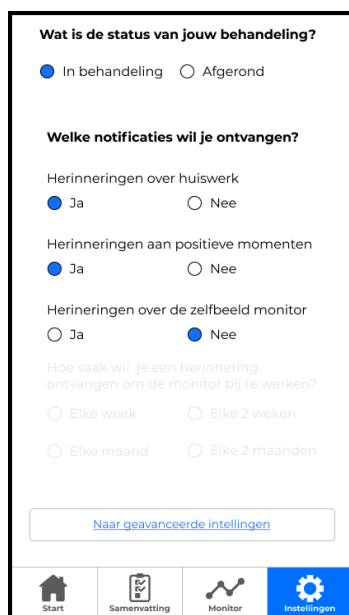 Wat is de status van jouw behandeling?
In behandeling Afgerond
Welke notificaties wil je ontvangen?
Herinneringen over huiswerk
Ja Nee
Herinneringen aan positieve momenten
Ja Nee
Herineringen over de zelfbeeld monitor
Ja Nee
Hoe vaak wil je een herinnering
ontvangen om de monitor bij te werken?
Elke week Elke 2 weken
Elke maand Elke 2 maanden
Naar geavanceerde intellingen
Start Samenvatting Monitor Instellingen